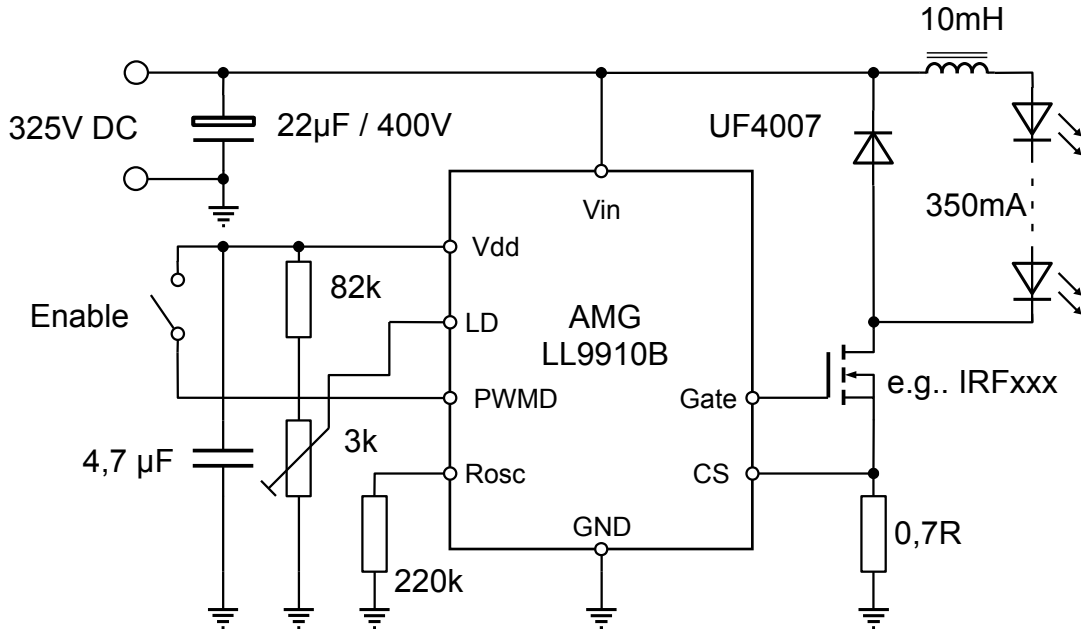 10mH
325V DC
22µF / 400V
UF4007
350mA
Vin
Vdd
82k
Enable
LD
AMG
LL9910B
PWMD
Gate
e.g.. IRFxxx
3k
4,7 µF
Rosc
CS
GND
0,7R
220k